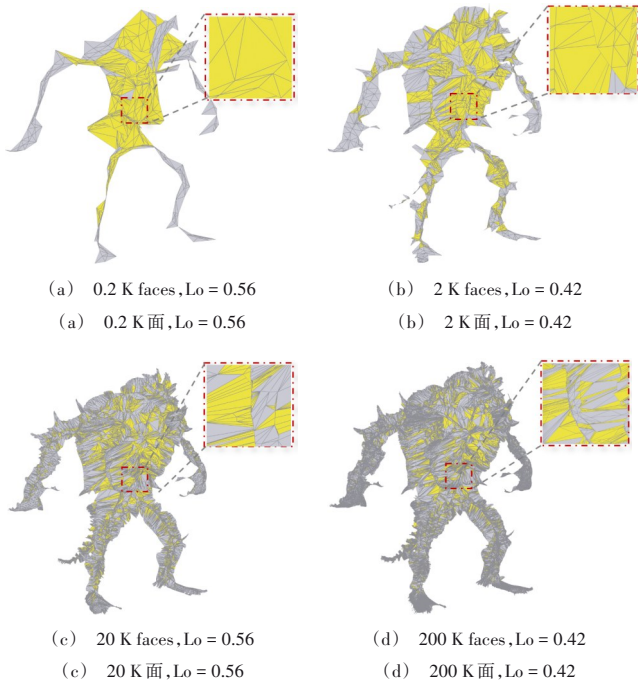 (a) 0.2 K faces,Lo = 0.56
(a) 0.2 K 面,Lo = 0.56
(b) 2 K faces,Lo = 0.42
(b) 2 K 面,Lo = 0.42
(c) 20 K faces,Lo = 0.56
(c) 20 K 面,Lo = 0.56
(d) 200 K faces,Lo = 0.42
(d) 200 K 面,Lo = 0.42